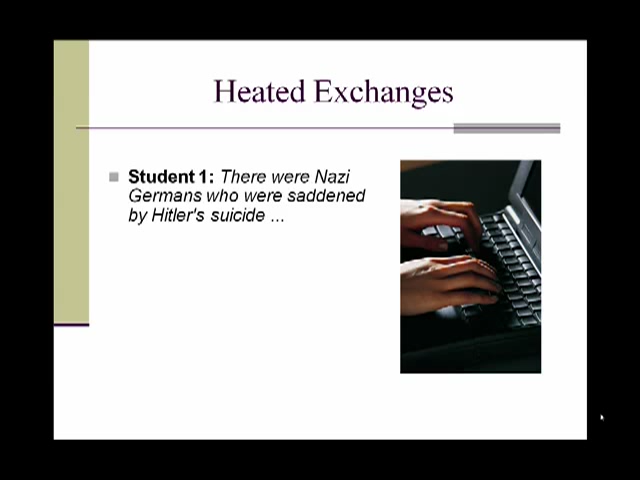 Heated Exchanges
Student 1: There were Nazi
Germans who were saddened
by Hitler's suicide ...